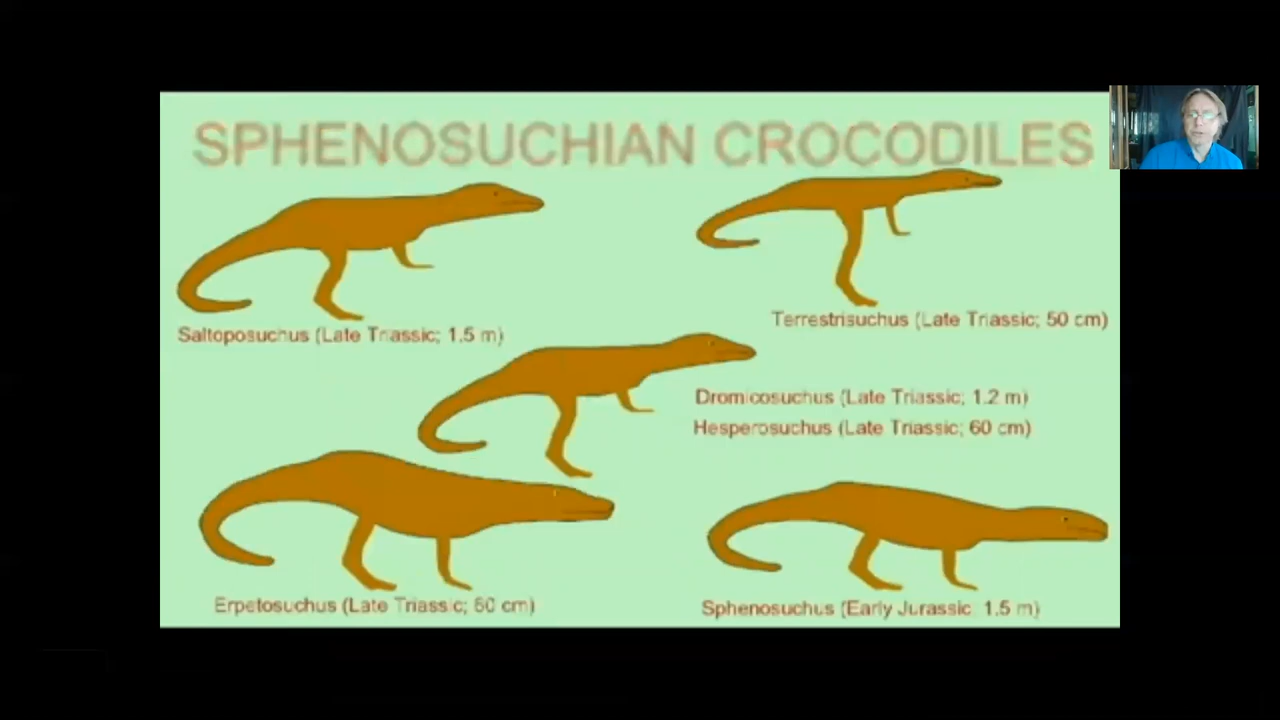 SPHENOSUCHIAN CROCODILES
Saltoposuchus (Late Triassic; 1.5 m)
Terrestrisuchus (Late Triassic; 50 cm)
Dromicosuchus (Late Triassic; 1.2 m)
Hesperosuchus (Late Triassic; 60 cm)
Erpetosuchus (Late Triassic; 60 cm)
Sphenosuchus (Early Jurassic; 1.5 m)